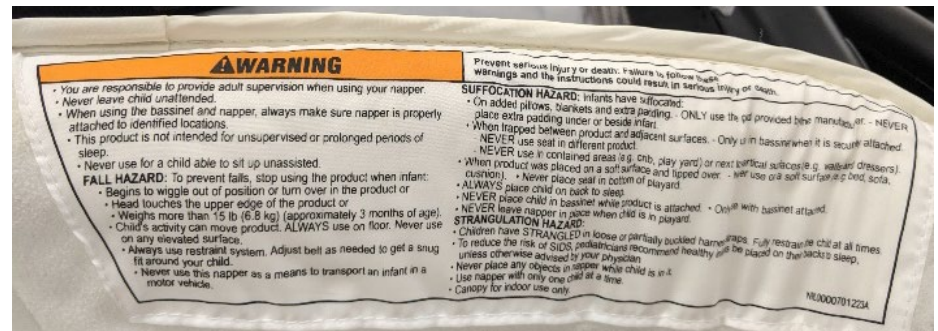 WARNING
• You are responsible to provide adult supervision when using your napper.
• Never leave child unattended.
• When using the bassinet and napper, always make sure napper is properly
attached to identified locations.
• This product is not intended for unsupervised or prolonged periods of
sleep.
• Never use for a child able to sit up unassisted.
FALL HAZARD: To prevent falls, stop using the product when infant:
• Begins to wiggle out of position or turn over in the product or
• Head touches the upper edge of the product or
• Weighs more than 15 lb (6.8 kg) (approximately 3 months of age).
• Child's activity can move product. ALWAYS use on floor. Never use
on any elevated surface.
• Always use restraint system. Adjust belt as needed to get a snug
fit around your child.
• Never use this napper as a means to transport an infant in a
motor vehicle.
Prevent serious injury or death: Failure to follow these
warnings and the instructions could result in serious injury or death.
SUFFOCATION HAZARD: Infants have suffocated:
• On added pillows, blankets and extra padding. - ONLY use the pad provided by the manufacturer. - NEVER
place extra padding under or beside infant.
• When trapped between product and adjacent surfaces. - Only use in bassinet when it is securely attached.
- NEVER use seat in different product.
- NEVER use in contained areas (e.g. crib, play yard) or next to vertical surfaces (e.g. walls and dressers).
• When product was placed on a soft surface and tipped over. - Never use on a soft surface (e.g. bed, sofa,
cushion). • Never place seat in bottom of playard.
• ALWAYS place child on back to sleep.
• NEVER place child in bassinet while product is attached. • Only use with bassinet attached.
• NEVER leave napper in place when child is in playard.
STRANGULATION HAZARD:
• Children have STRANGLED in loose or partially buckled harness straps. Fully restrain the child at all times.
• To reduce the risk of SIDS, pediatricians recommend healthy be placed on their backs to sleep,
unless otherwise advised by your physician
• Never place any objects in napper while child is in it.
• Use napper with only one child at a time.
• Canopy for indoor use only.
NIL0000701223A